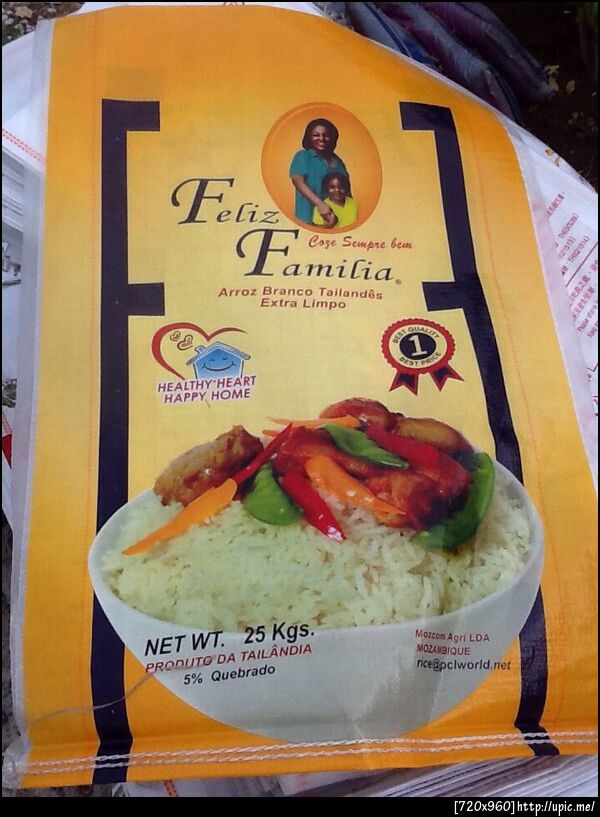 Feliz
Coze Sempre bem
Familia®
Arroz Branco Tailandês
Extra Limpo
HEALTHY HEART
HAPPY HOME
BEST QUALITY
1
BEST PRICE
NET WT. 25 Kgs.
PRODUTO DA TAILÂNDIA
5% Quebrado
Mozcom Agri LDA
MOZAMBIQUE
rice@pclworld.net
[720x960]http://upic.me/